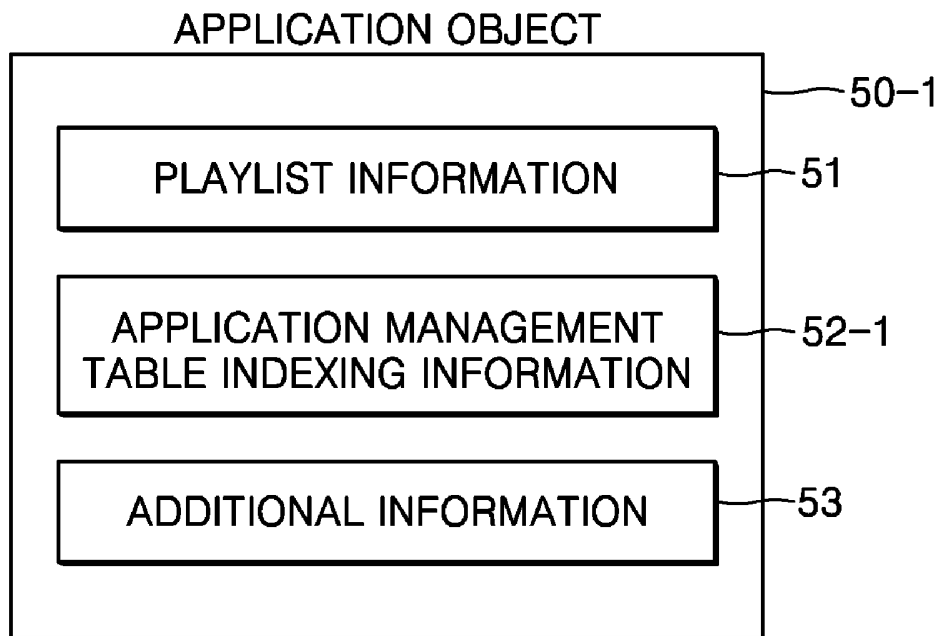 APPLICATION OBJECT
50-1
PLAYLIST INFORMATION
51
APPLICATION MANAGEMENT
TABLE INDEXING INFORMATION
52-1
ADDITIONAL INFORMATION
53